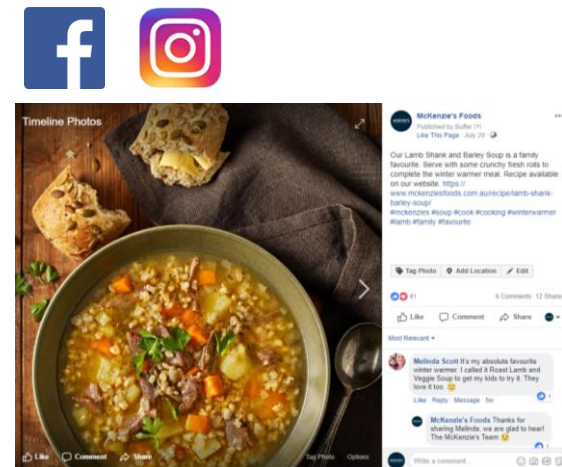 Timeline Photos
McKenzie's Foods
Published by Buffer [?]
Like This Page · July 20
Our Lamb Shank and Barley Soup is a family
favourite. Serve with some crunchy fresh rolls to
complete the winter warmer meal. Recipe available
on our website. https://
www.mckenziesfoods.com.au/recipe/lamb-shank-
barley-soup/
#mckenzies #soup #cook #cooking #winterwarmer
#lamb #family #favourite
Tag Photo Add Location Edit
41 6 Comments 12 Share
Like Comment Share
Most Relevant
Melinda Scott It's my absolute favourite
winter warmer. I called it Roast Lamb and
Veggie Soup to get my kids to try it. They
love it too.
1
Like Reply Message 5w
McKenzie's Foods Thanks for
sharing Melinda, we are glad to hear!
The McKenzie's Team
1
Write a comment...
Like Comment Share Tag Photo Options